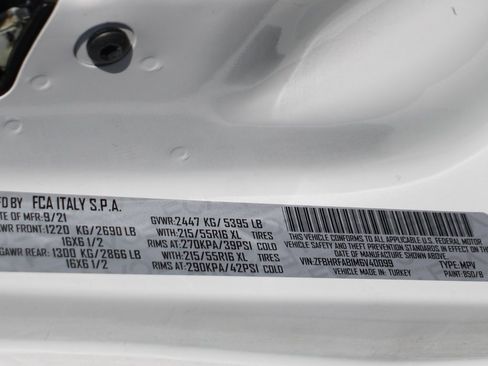 FD BY FCA ITALY S.P.A.
ATE OF MFR: 9/21 GVWR: 2447 KG/ 5395 LB
AWR FRONT: 1220 KG/2690 LB WITH: 215/55R16 XL TIRES
16X6 1/2 RIMS AT: 270KPA/39PSI COLD
GAWR REAR: 1300 KG/2866 LB WITH: 215/55R16 XL TIRES
16X6 1/2 RIMS AT: 290KPA/42PSI COLD
THIS VEHICLE CONFORMS TO ALL APPLICABLE U.S. FEDERAL MOTOR
VEHICLE SAFETY AND THEFT PREVENTION STANDARDS IN EFFECT ON THE DATE OF
MANUFACTURE SHOWN ABOVE. MADE IN: TURKEY
VIN: ZFBHRFAB1M6V40099 TYPE: MPV
PAINT: 850/B